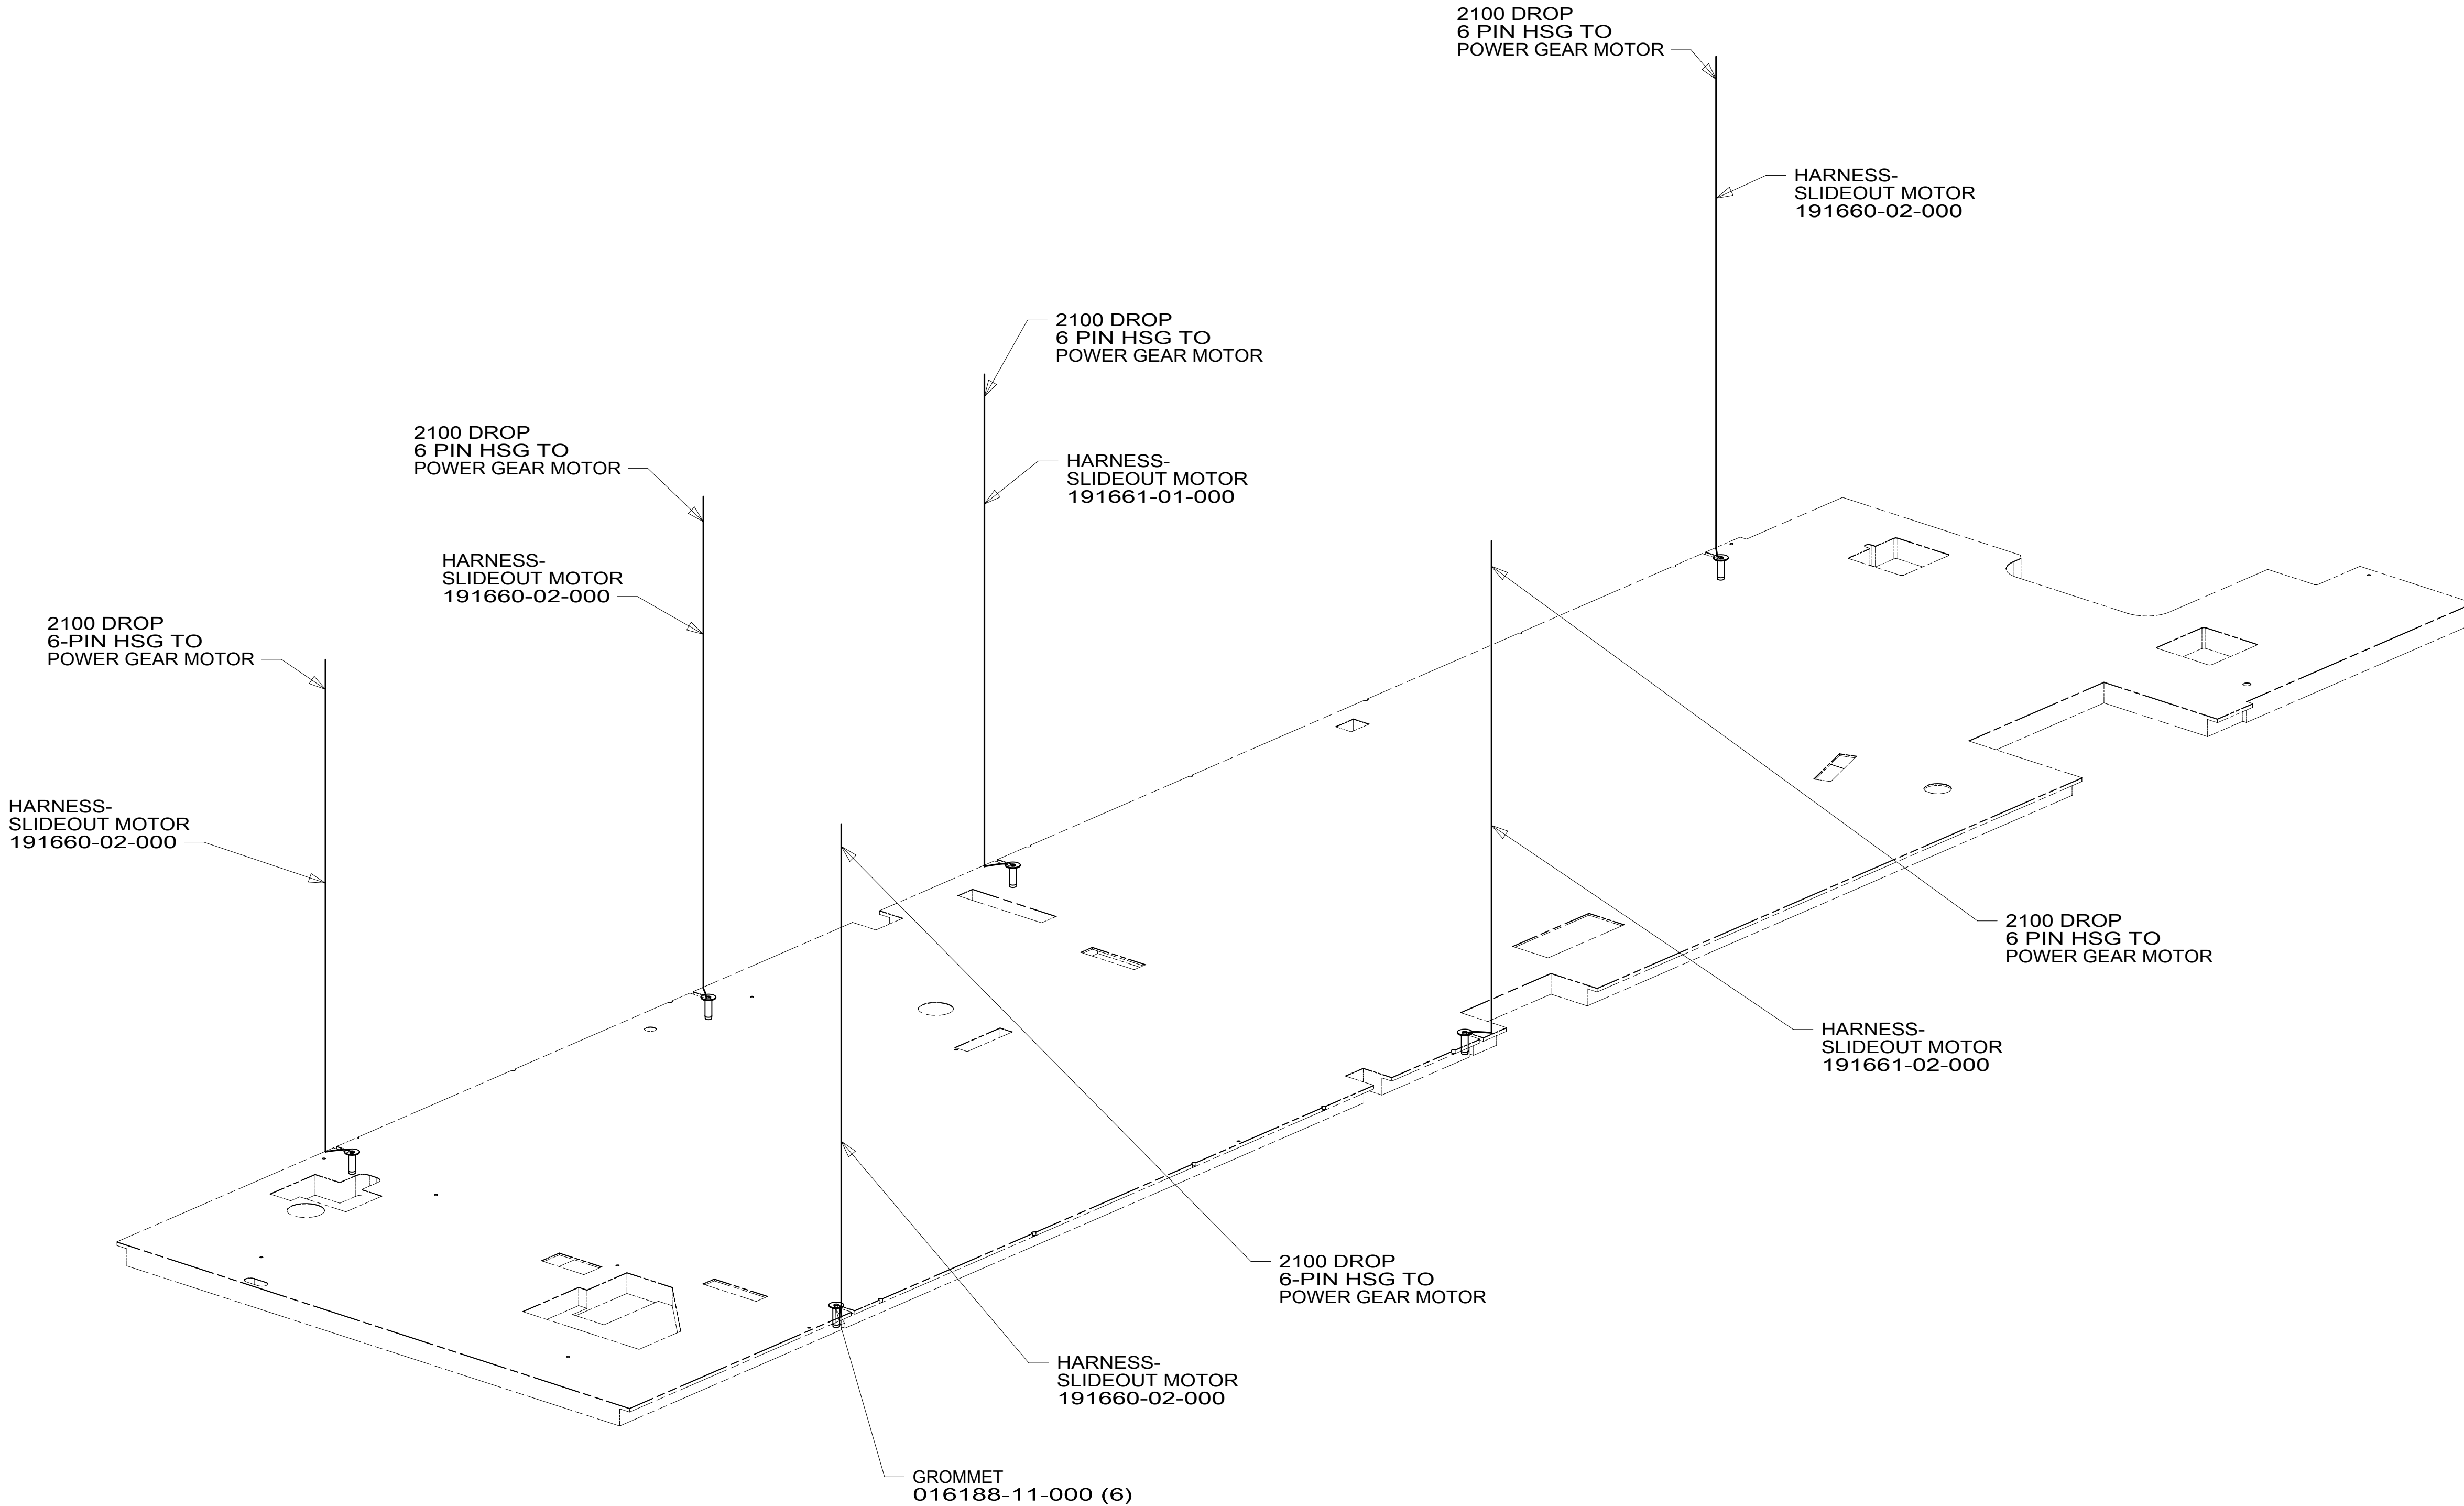 2100 DROP
6 PIN HSG TO
POWER GEAR MOTOR
HARNESS-
SLIDEOUT MOTOR
191660-02-000
2100 DROP
6 PIN HSG TO
POWER GEAR MOTOR
HARNESS-
SLIDEOUT MOTOR
191661-01-000
2100 DROP
6 PIN HSG TO
POWER GEAR MOTOR
HARNESS-
SLIDEOUT MOTOR
191660-02-000
2100 DROP
6-PIN HSG TO
POWER GEAR MOTOR
HARNESS-
SLIDEOUT MOTOR
191660-02-000
2100 DROP
6 PIN HSG TO
POWER GEAR MOTOR
HARNESS-
SLIDEOUT MOTOR
191661-02-000
2100 DROP
6-PIN HSG TO
POWER GEAR MOTOR
HARNESS-
SLIDEOUT MOTOR
191660-02-000
GROMMET
016188-11-000 (6)